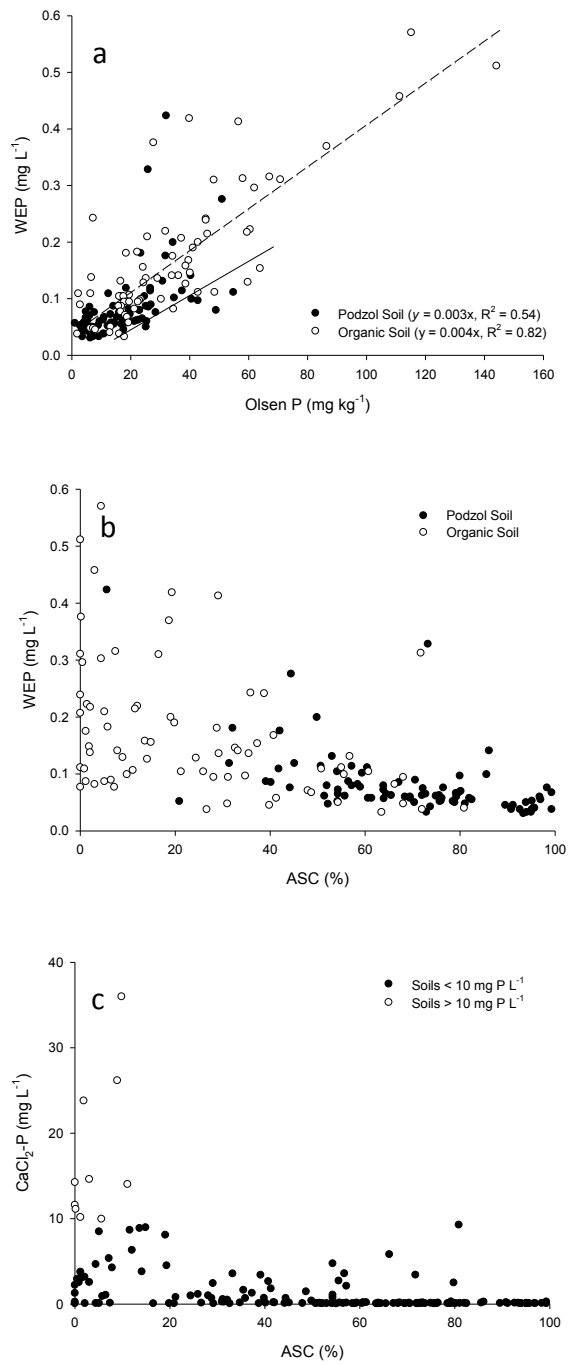 a
0.6
0.5
0.4
0.3
0.2
0.1
0.0
WEP (mg L-1)
Podzol Soil (y = 0.003x, R2 = 0.54)
Organic Soil (y = 0.004x, R2 = 0.82)
0 20 40 60 80 100 120 140 160
Olsen P (mg kg-1)
b
0.6
0.5
0.4
0.3
0.2
0.1
0.0
WEP (mg L-1)
Podzol Soil
Organic Soil
0 20 40 60 80 100
ASC (%)
c
40
30
20
10
0
CaCl2-P (mg L-1)
Soils < 10 mg P L-1
Soils > 10 mg P L-1
0 20 40 60 80 100
ASC (%)